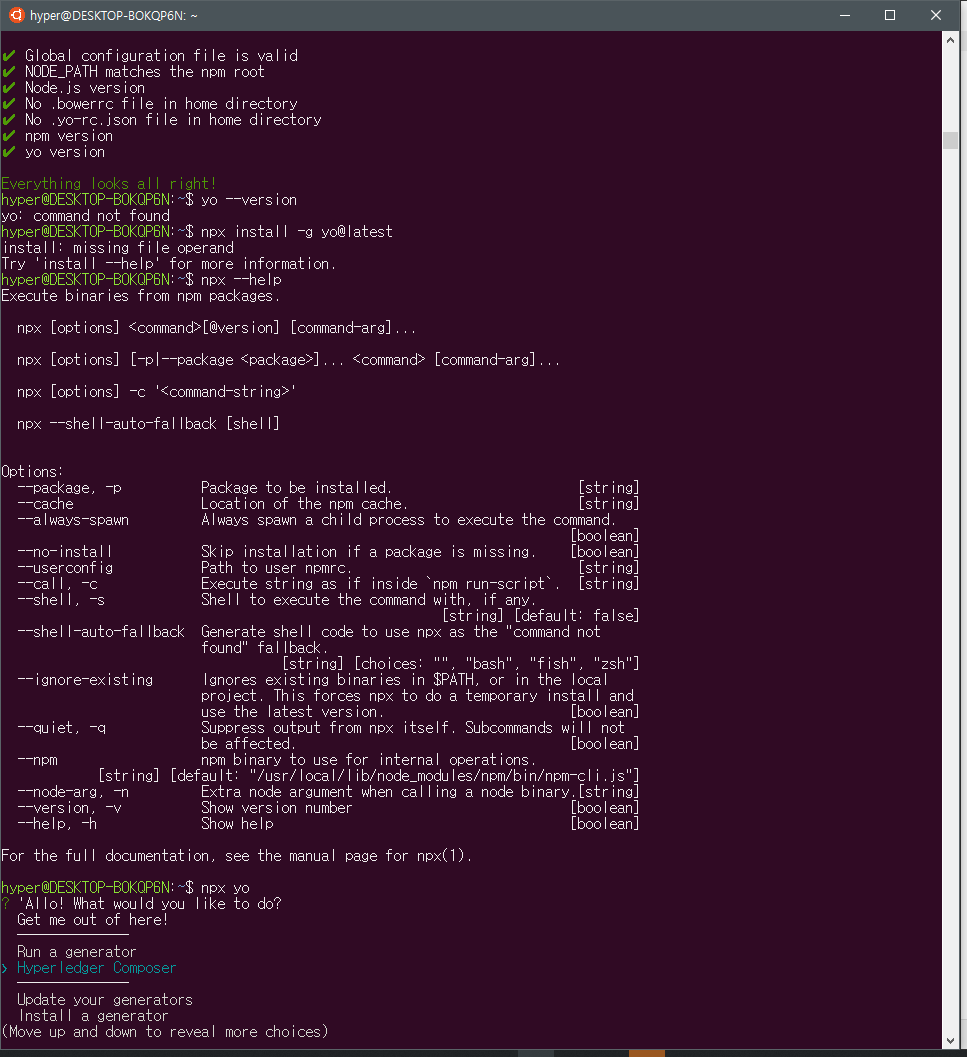 hyper@DESKTOP-BOKQP6N: ~
✔ Global configuration file is valid
✔ NODE_PATH matches the npm root
✔ Node.js version
✔ No .bowerrc file in home directory
✔ No .yo-rc.json file in home directory
✔ npm version
✔ yo version
Everything looks all right!
hyper@DESKTOP-BOKQP6N:~$ yo --version
yo: command not found
hyper@DESKTOP-BOKQP6N:~$ npx install -g yo@latest
install: missing file operand
Try 'install --help' for more information.
hyper@DESKTOP-BOKQP6N:~$ npx --help
Execute binaries from npm packages.
npx [options] <command>[@version] [command-arg]...
npx [options] [-p|--package <package>]... <command> [command-arg]...
npx [options] -c '<command-string>'
npx --shell-auto-fallback [shell]
Options:
--package, -p Package to be installed. [string]
--cache Location of the npm cache. [string]
--always-spawn Always spawn a child process to execute the command.
[boolean]
--no-install Skip installation if a package is missing. [boolean]
--userconfig Path to user npmrc. [string]
--call, -c Execute string as if inside `npm run-script`. [string]
--shell, -s Shell to execute the command with, if any.
[string] [default: false]
--shell-auto-fallback Generate shell code to use npx as the "command not
found" fallback.
[string] [choices: "", "bash", "fish", "zsh"]
--ignore-existing Ignores existing binaries in $PATH, or in the local
project. This forces npx to do a temporary install and
use the latest version. [boolean]
--quiet, -q Suppress output from npx itself. Subcommands will not
be affected. [boolean]
--npm npm binary to use for internal operations.
[string] [default: "/usr/local/lib/node_modules/npm/bin/npm-cli.js"]
--node-arg, -n Extra node argument when calling a node binary.[string]
--version, -v Show version number [boolean]
--help, -h Show help [boolean]
For the full documentation, see the manual page for npx(1).
hyper@DESKTOP-BOKQP6N:~$ npx yo
? 'Allo! What would you like to do?
Get me out of here!
──────────────
Run a generator
❯ Hyperledger Composer
──────────────
Update your generators
Install a generator
(Move up and down to reveal more choices)